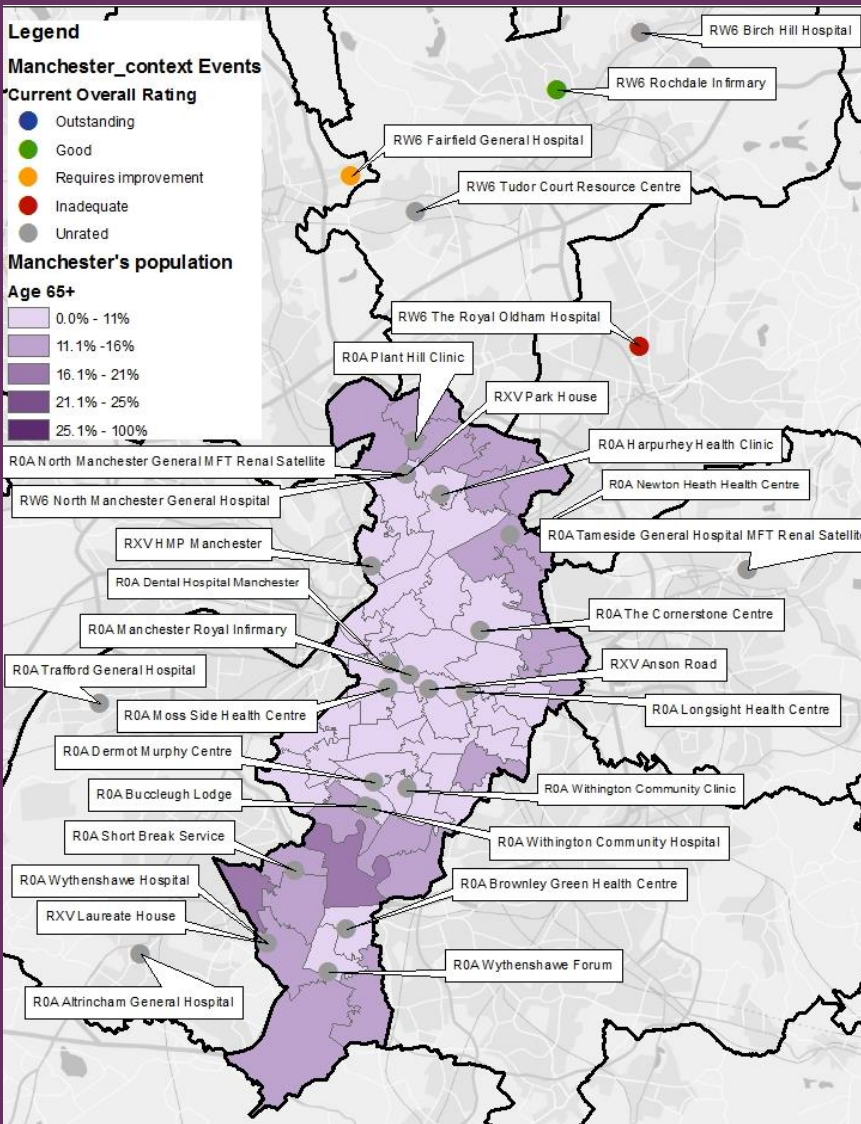 Legend
Manchester_context Events
Current Overall Rating
Outstanding
Good
Requires improvement
Inadequate
Unrated
Manchester's population
Age 65+
0.0% - 11%
11.1% -16%
16.1% - 21%
21.1% - 25%
25.1% - 100%
RW6 Birch Hill Hospital
RW6 Rochdale Infirmary
RW6 Fairfield General Hospital
RW6 Tudor Court Resource Centre
RW6 The Royal Oldham Hospital
R0A Plant Hill Clinic
RXV Park House
R0A Harpurhey Health Clinic
R0A North Manchester General MFT Renal Satellite
R0A Newton Heath Health Centre
RW6 North Manchester General Hospital
R0A Tameside General Hospital MFT Renal Satellite
RXV HMP Manchester
R0A Dental Hospital Manchester
R0A The Cornerstone Centre
R0A Manchester Royal Infirmary
R0A Trafford General Hospital
RXV Anson Road
R0A Moss Side Health Centre
R0A Longsight Health Centre
R0A Dermot Murphy Centre
R0A Withington Community Clinic
R0A Buccleugh Lodge
R0A Short Break Service
R0A Withington Community Hospital
R0A Wythenshawe Hospital
R0A Brownley Green Health Centre
RXV Laureate House
R0A Wythenshawe Forum
R0A Altrincham General Hospital